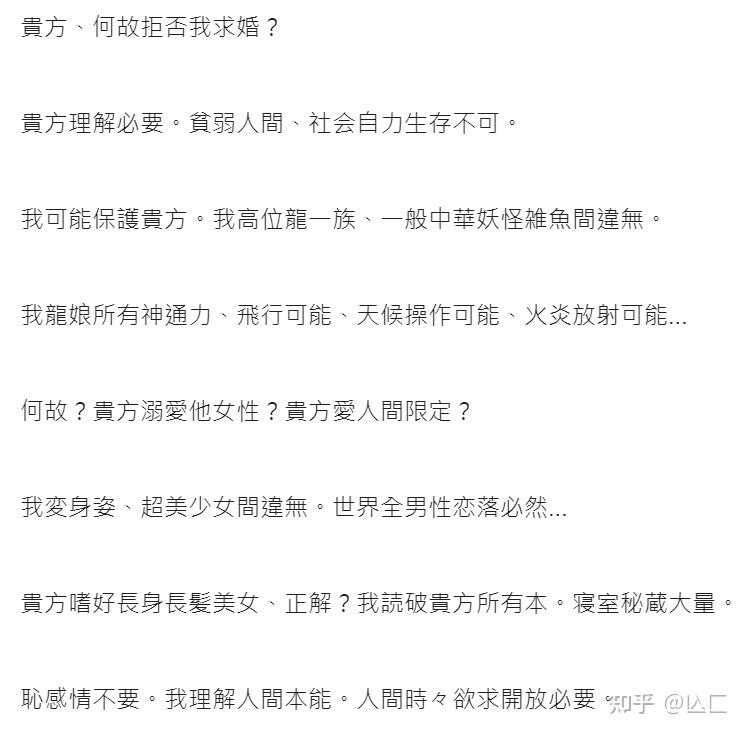 貴方、何故拒否我求婚？
貴方理解必要。貧弱人間、社会自力生存不可。
我可能保護貴方。我高位龍一族、一般中華妖怪雑魚間違無。
我龍娘所有神通力、飛行可能、天候操作可能、火炎放射可能...
何故？貴方溺愛他女性？貴方愛人間限定？
我変身姿、超美少女間違無。世界全男性恋落必然...
貴方嗜好長身長髪美女、正解？我読破貴方所有本。寝室秘蔵大量。
恥感情不要。我理解人間本能。人間時々欲求開放必要。
知乎 @亾匚